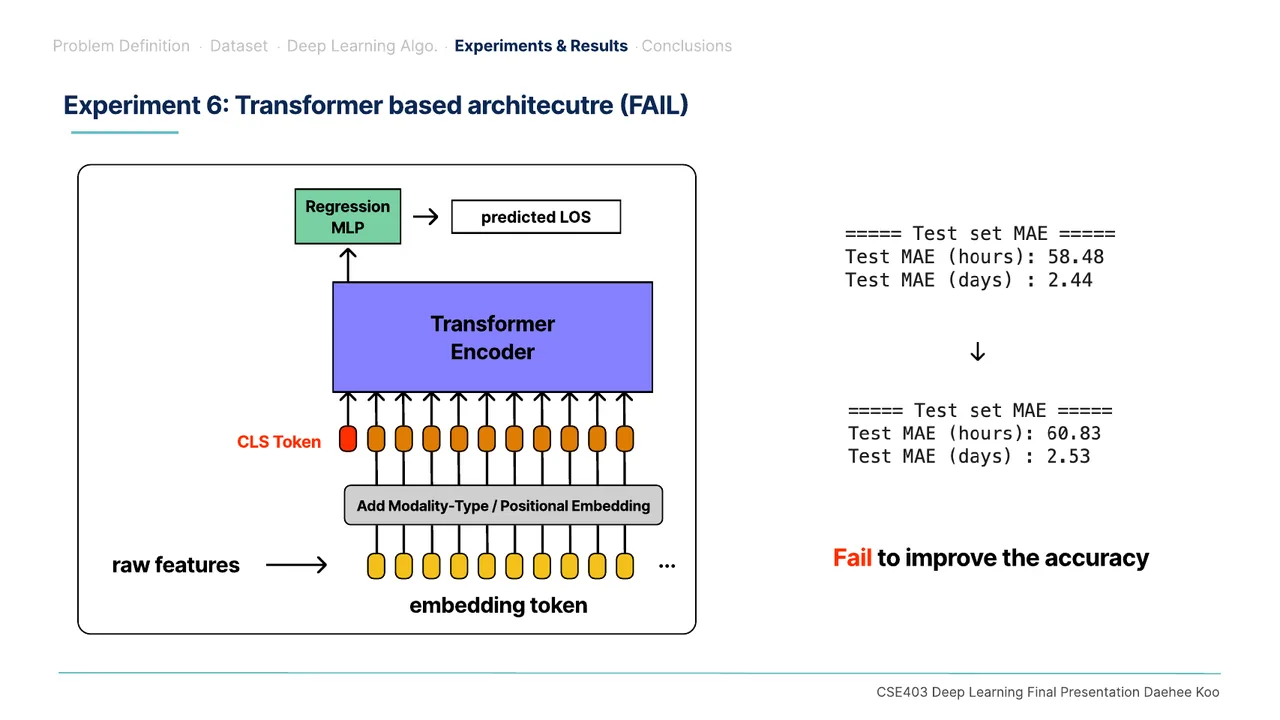 Problem Definition · Dataset · Deep Learning Algo. · Experiments & Results · Conclusions
Experiment 6: Transformer based architecutre (FAIL)
Regression
MLP
predicted LOS
Transformer
Encoder
CLS Token
Add Modality-Type / Positional Embedding
raw features
...
embedding token
===== Test set MAE =====
Test MAE (hours): 58.48
Test MAE (days) : 2.44
===== Test set MAE =====
Test MAE (hours): 60.83
Test MAE (days) : 2.53
Fail to improve the accuracy
CSE403 Deep Learning Final Presentation Daehee Koo